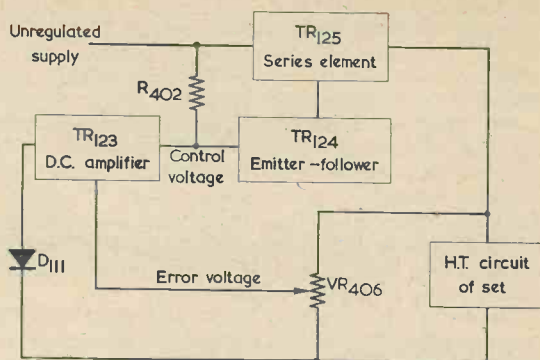 Unregulated
supply
TR125
Series element
R402
TR123
D.C. amplifier
Control
voltage
TR124
Emitter-follower
D111
Error voltage
VR406
H.T. circuit
of set